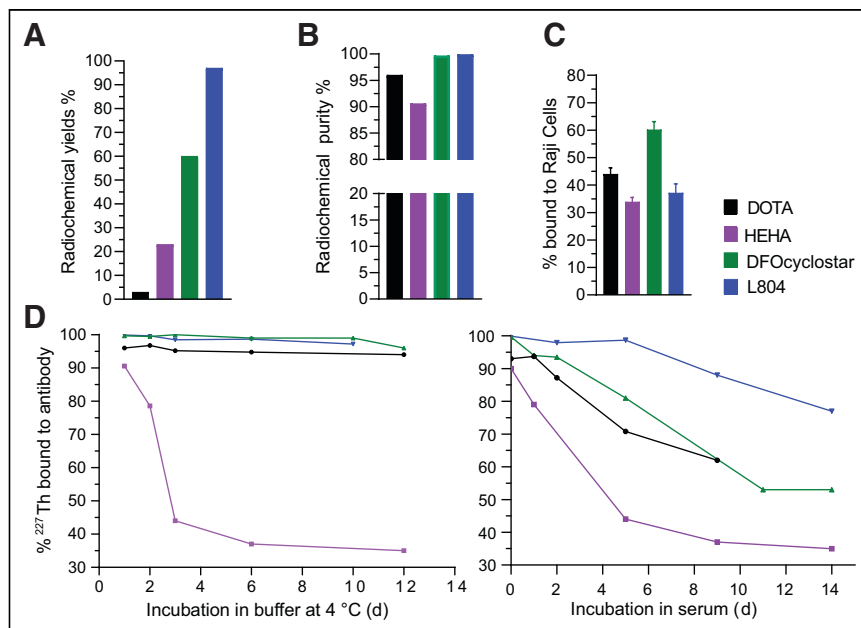 A
Radiochemical yields %
100
90
80
70
60
50
40
30
20
10
0
B
Radiochemical purity %
100
95
90
85
80
20
15
10
5
0
C
% bound to Raji Cells
80
70
60
50
40
30
20
10
0
DOTA
HEHA
DFOcyclostar
L804
D
% ²²⁷Th bound to antibody
100
90
80
70
60
50
40
30
0 2 4 6 8 10 12 14
Incubation in buffer at 4 °C (d)
100
90
80
70
60
50
40
30
0 2 4 6 8 10 12 14
Incubation in serum (d)